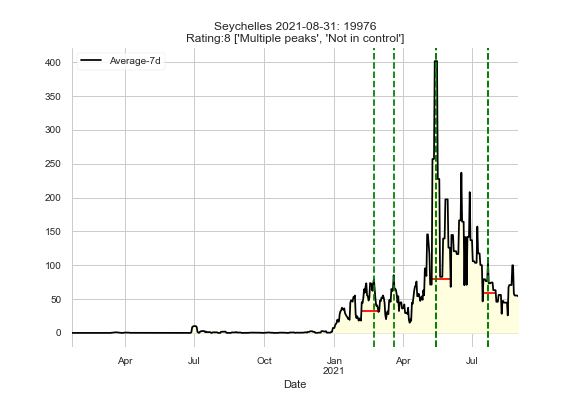 Seychelles 2021-08-31: 19976
Rating:8 ['Multiple peaks', 'Not in control']
Average-7d
400
350
300
250
200
150
100
50
0
Apr
Jul
Oct
Jan
2021
Apr
Jul
Date